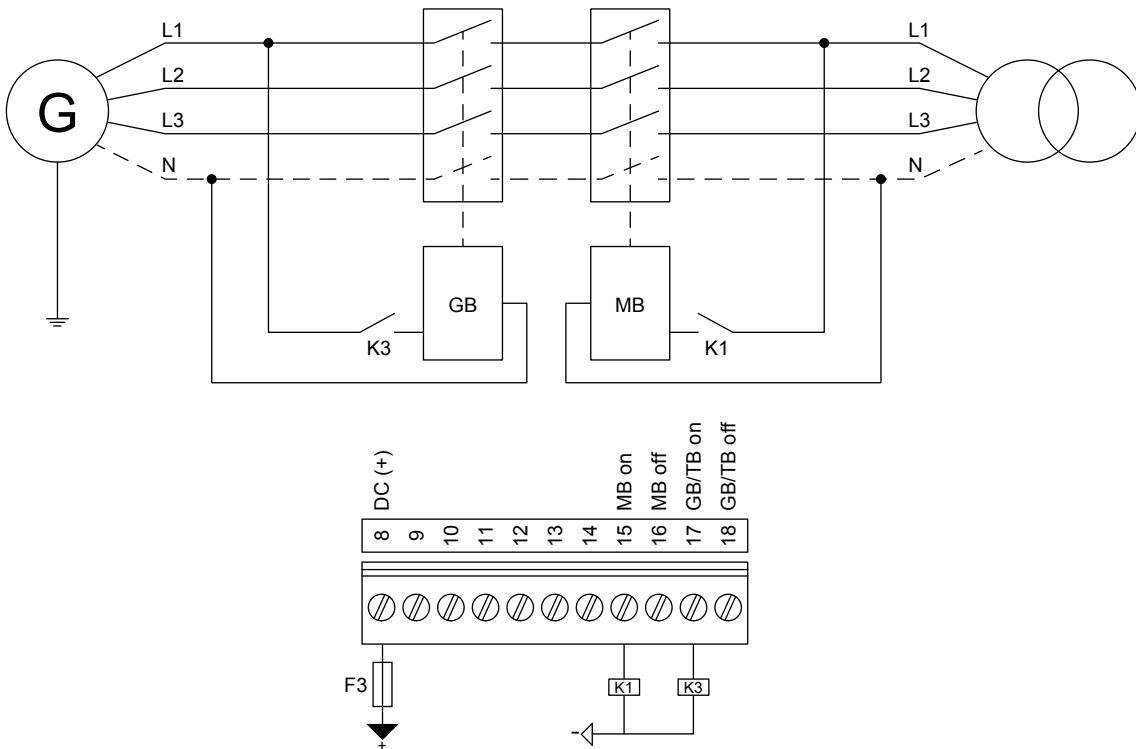 L1
L1
L2
L2
G
L3
L3
N
N
GB
MB
K3
K1
DC (+)
MB on
MB off
GB/TB on
GB/TB off
8 9 10 11 12 13 14 15 16 17 18
F3
K1
K3
-
+